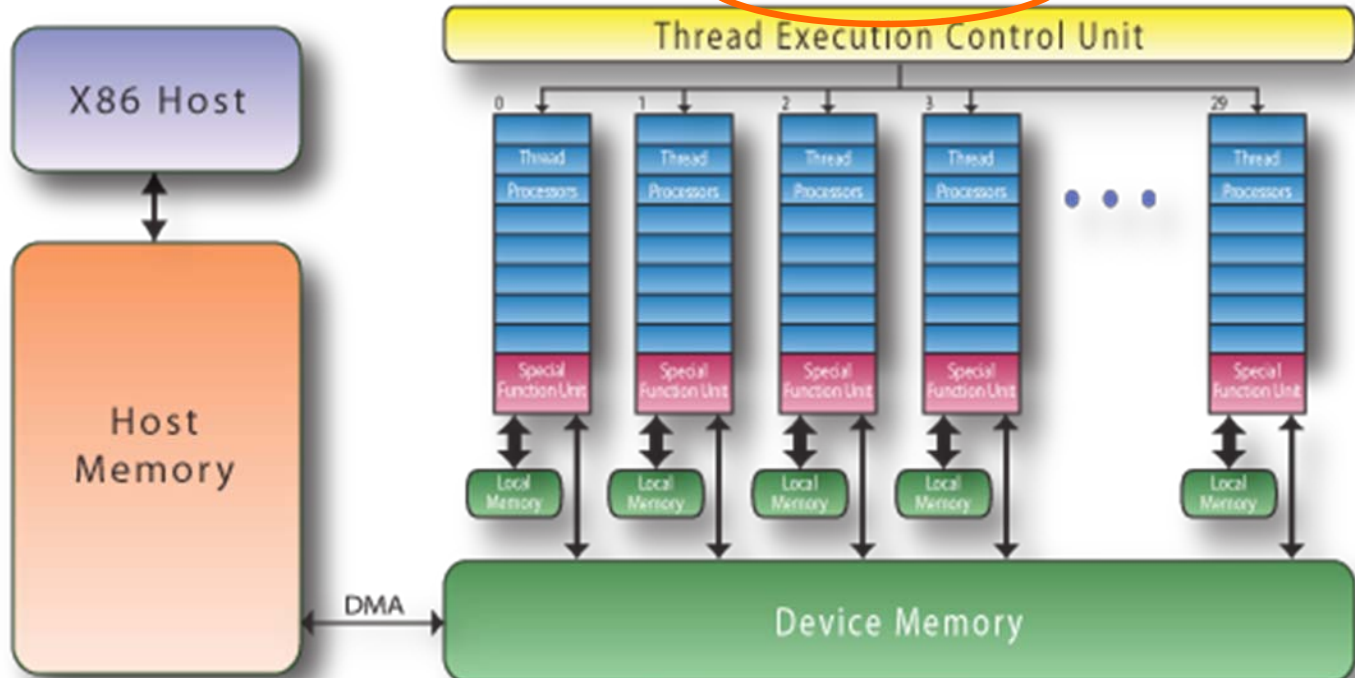 Thread Execution Control Unit
X86 Host
0
1
2
3
29
Thread
Processors
Thread
Processors
Thread
Processors
Thread
Processors
Thread
Processors
Special
Function Unit
Special
Function Unit
Special
Function Unit
Special
Function Unit
Special
Function Unit
Host
Memory
Local
Memory
Local
Memory
Local
Memory
Local
Memory
Local
Memory
DMA
Device Memory